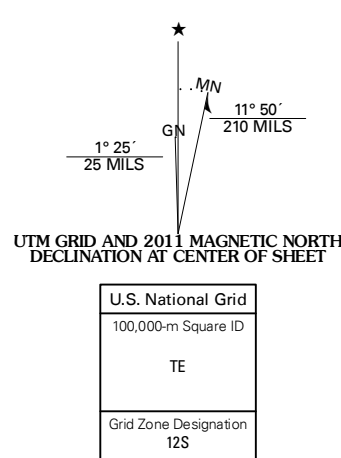 ★
MN
GN
11° 50´
210 MILS
1° 25´
25 MILS
UTM GRID AND 2011 MAGNETIC NORTH
DECLINATION AT CENTER OF SHEET
U.S. National Grid
100,000-m Square ID
TE
Grid Zone Designation
12S